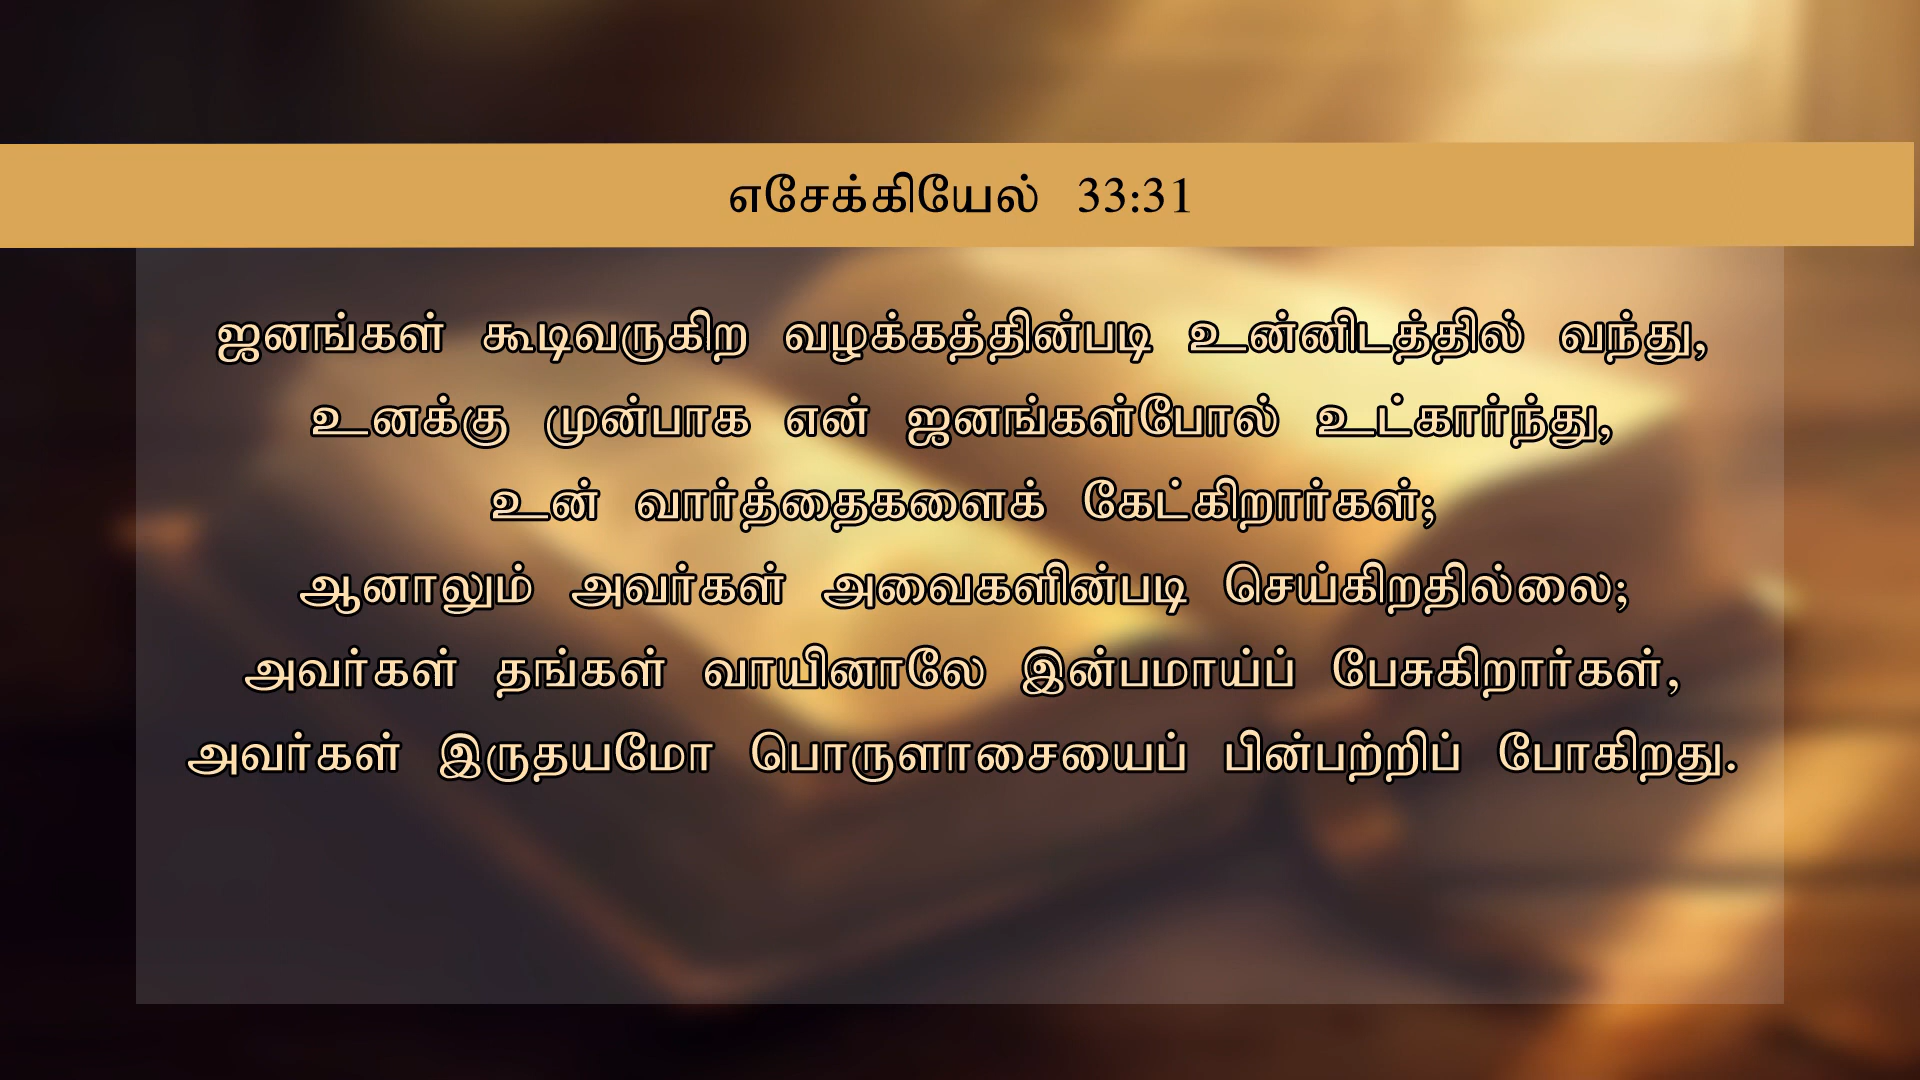 எசேக்கியேல் 33:31
ஜனங்கள் கூடிவருகிற வழக்கத்தின்படி உன்னிடத்தில் வந்து,
உனக்கு முன்பாக என் ஜனங்கள்போல் உட்கார்ந்து,
உன் வார்த்தைகளைக் கேட்கிறார்கள்;
ஆனாலும் அவர்கள் அவைகளின்படி செய்கிறதில்லை;
அவர்கள் தங்கள் வாயினாலே இன்பமாய்ப் பேசுகிறார்கள்,
அவர்கள் இருதயமோ பொருளாசையைப் பின்பற்றிப் போகிறது.